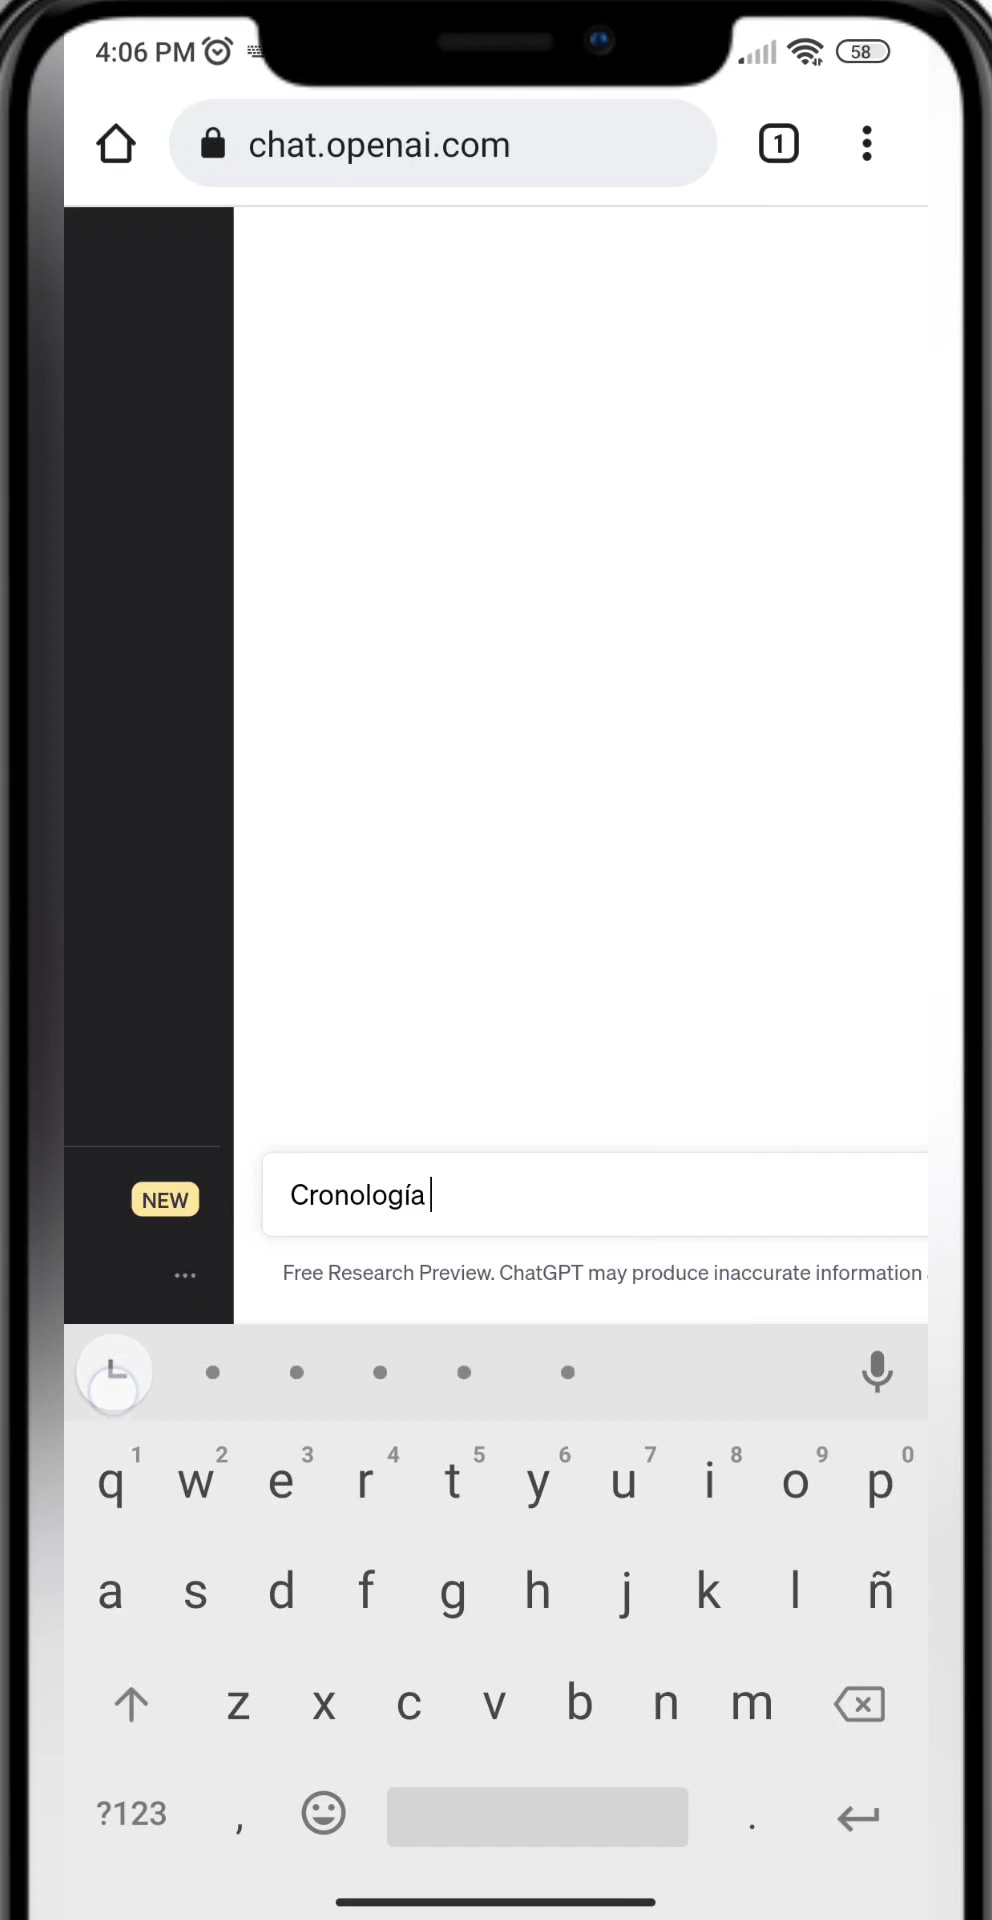 4:06 PM 58
chat.openai.com 1
NEW
Cronología
...
Free Research Preview. ChatGPT may produce inaccurate information
1 2 3 4 5 6 7 8 9 0
q w e r t y u i o p
a s d f g h j k l ñ
z x c v b n m
?123 , .